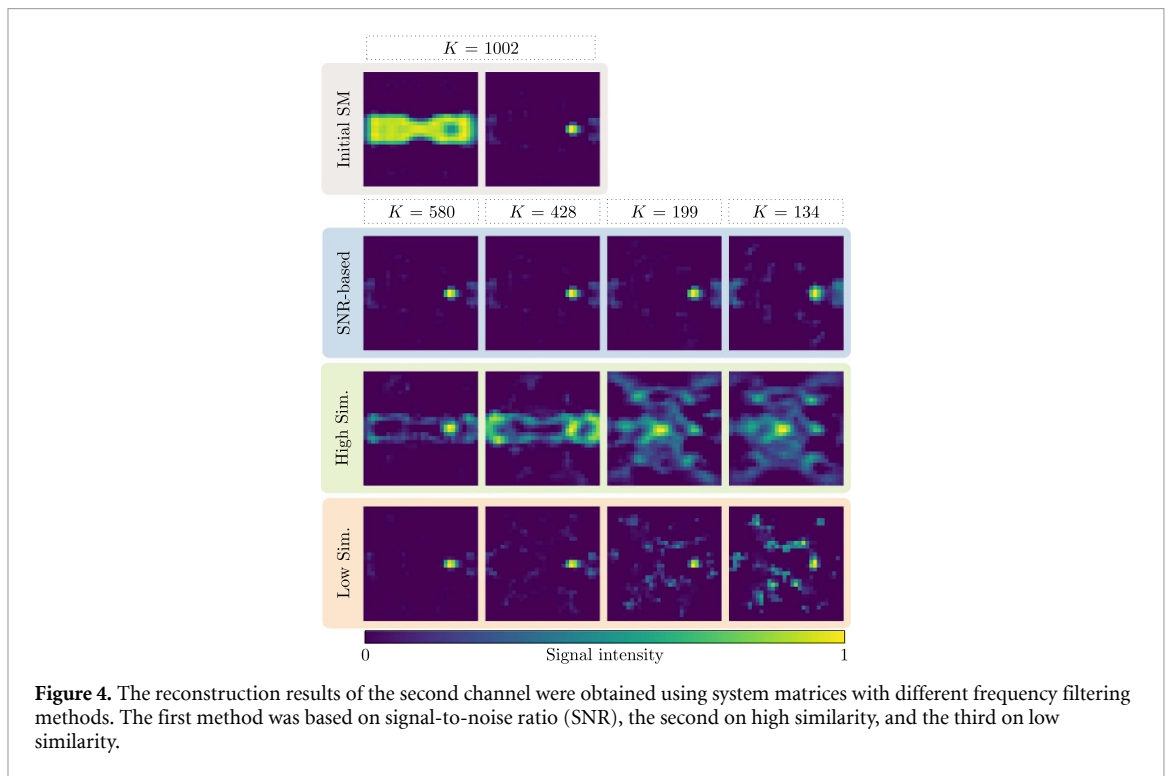 K = 1002
Initial SM
K = 580 K = 428 K = 199 K = 134
SNR-based
High Sim.
Low Sim.
0 Signal intensity 1
Figure 4. The reconstruction results of the second channel were obtained using system matrices with different frequency filtering
methods. The first method was based on signal-to-noise ratio (SNR), the second on high similarity, and the third on low
similarity.